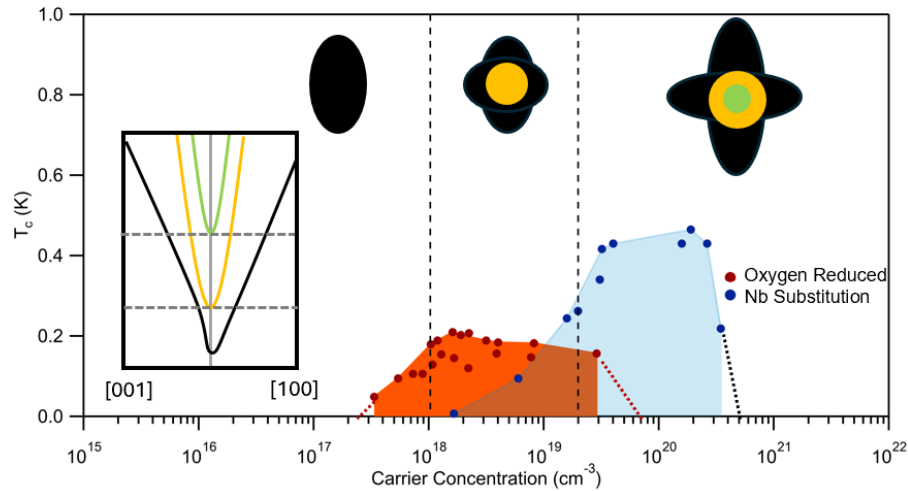 1.0
0.8
0.6
0.4
0.2
0.0
T_c (K)
[001] [100]
Oxygen Reduced
Nb Substitution
10^15 10^16 10^17 10^18 10^19 10^20 10^21 10^22
Carrier Concentration (cm^-3)